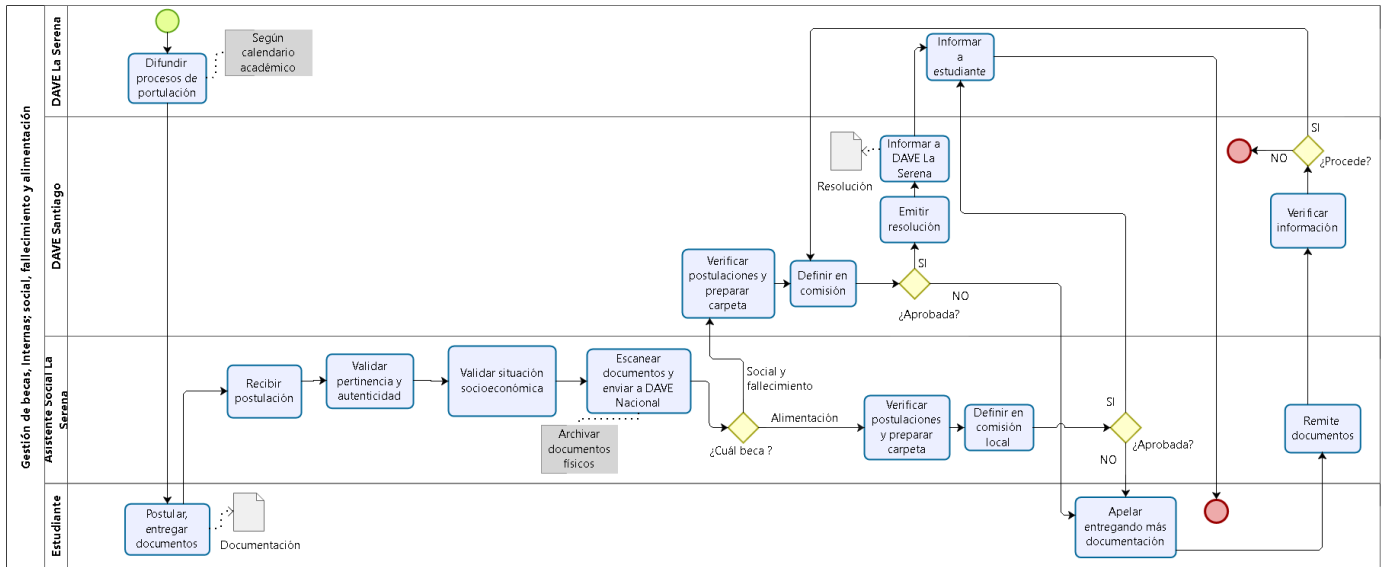 Gestión de becas, internas; social, fallecimiento y alimentación
DAVE La Serena
Difundir
procesos de
portulación
Según
calendario
académico
Informar
a
estudiante
DAVE Santiago
Verificar
postulaciones y
preparar
carpeta
Definir en
comisión
¿Aprobada?
SI
NO
Emitir
resolución
Informar a
DAVE La
Serena
Resolución
Verificar
información
¿Procede?
SI
NO
Asistente Social La
Serena
Recibir
postulación
Validar
pertinencia y
autenticidad
Validar situación
socioeconómica
Escanear
documentos y
enviar a DAVE
Nacional
Archivar
documentos
físicos
¿Cuál beca ?
Social y
fallecimiento
Alimentación
Verificar
postulaciones
y preparar
carpeta
Definir en
comisión
local
¿Aprobada?
SI
NO
Remite
documentos
Estudiante
Postular,
entregar
documentos
Documentación
Apelar
entregando más
documentación